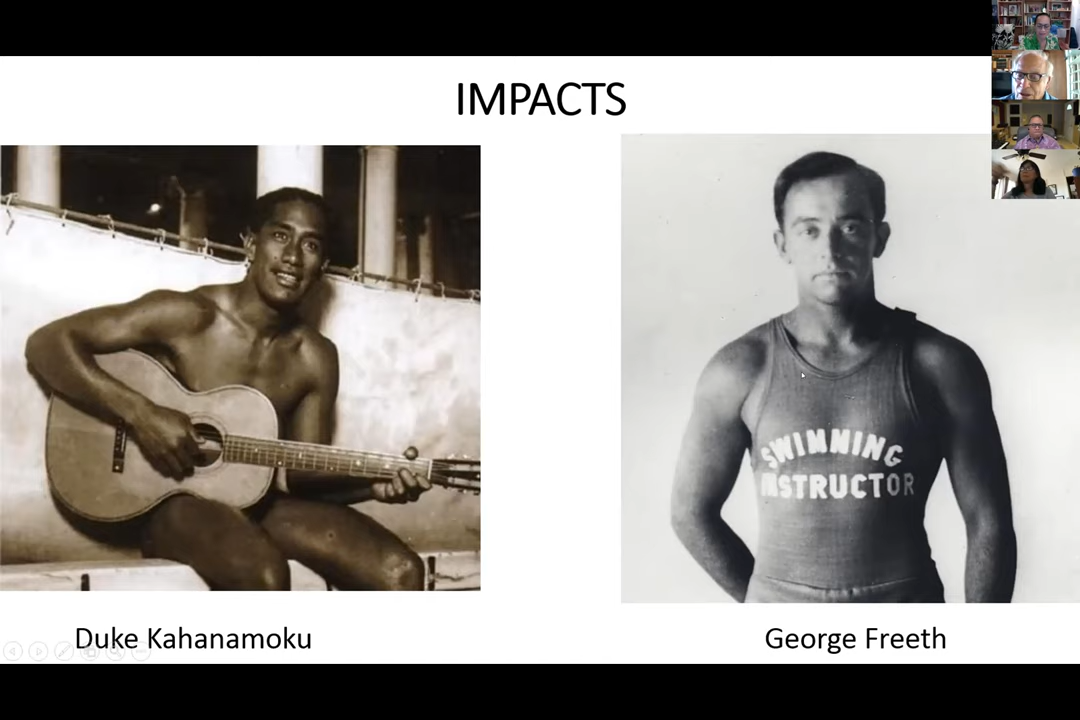 IMPACTS
SWIMMING
INSTRUCTOR
Duke Kahanamoku
George Freeth